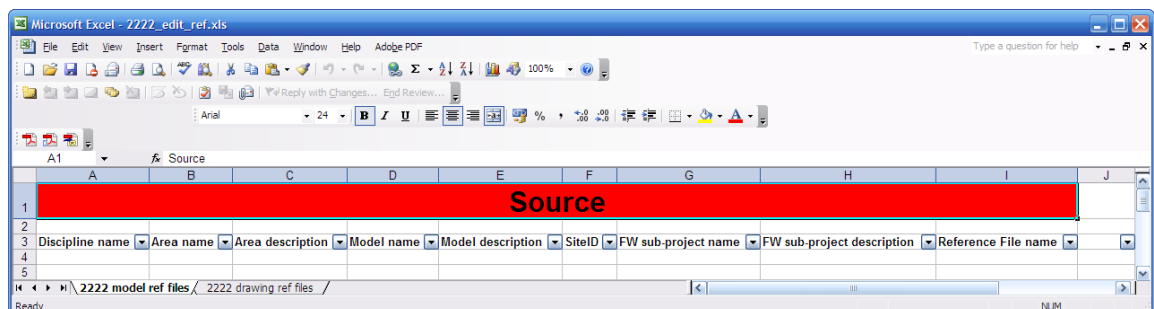 Microsoft Excel - 2222_edit_ref.xls
File Edit View Insert Format Tools Data Window Help Adobe PDF Type a question for help
100%
Reply with Changes... End Review...
Arial 24 B I U % , .00
A1 fx Source
A B C D E F G H I J
1 Source
2
3 Discipline name Area name Area description Model name Model description SiteID FW sub-project name FW sub-project description Reference File name
4
5
2222 model ref files / 2222 drawing ref files /
Ready NUM